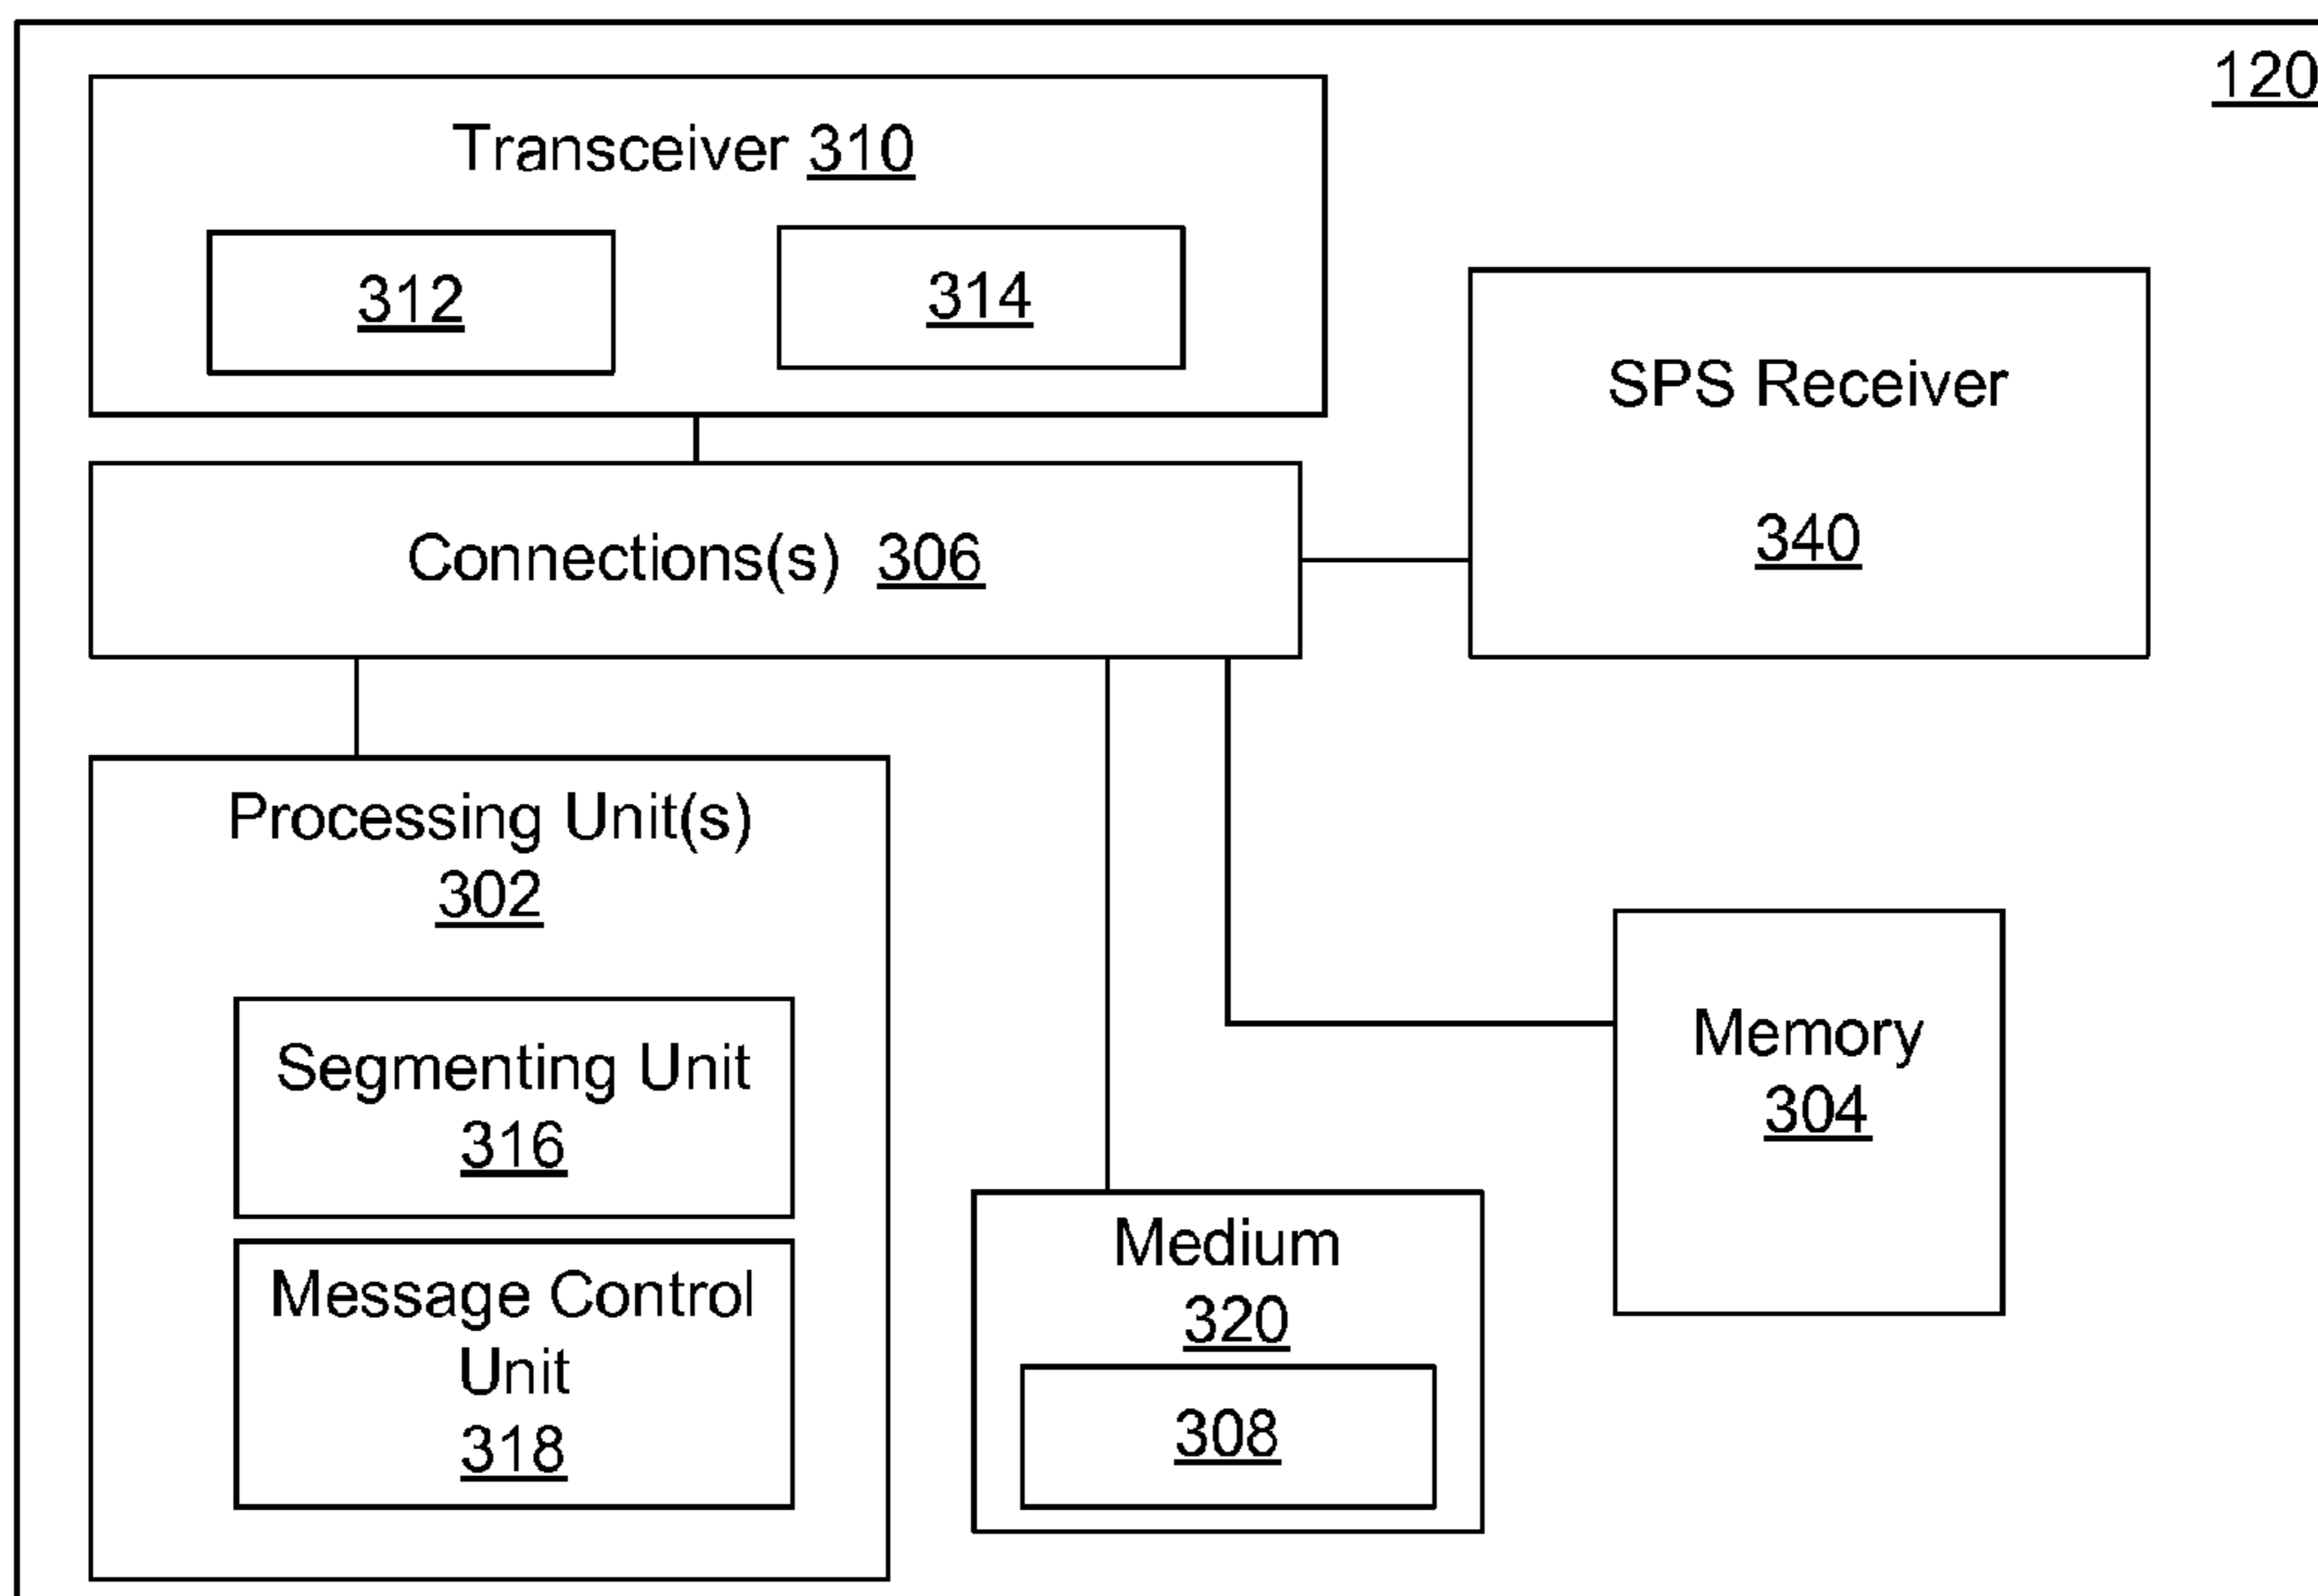 120
Transceiver 310
312
314
SPS Receiver
340
Connections(s) 306
Processing Unit(s)
302
Segmenting Unit
316
Message Control
Unit
318
Medium
320
308
Memory
304